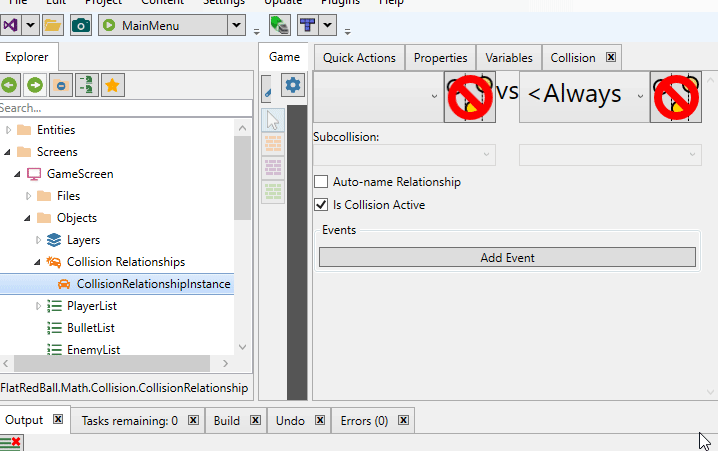 File Edit Project Content Settings Update Plugins Help
MainMenu
Explorer
Game
Quick Actions Properties Variables Collision
Search...
vs <Always
Entities
Screens
GameScreen
Files
Objects
Layers
Collision Relationships
CollisionRelationshipInstance
PlayerList
BulletList
EnemyList
Subcollision:
Auto-name Relationship
Is Collision Active
Events
Add Event
FlatRedBall.Math.Collision.CollisionRelationship
Output Tasks remaining: 0 Build Undo Errors (0)